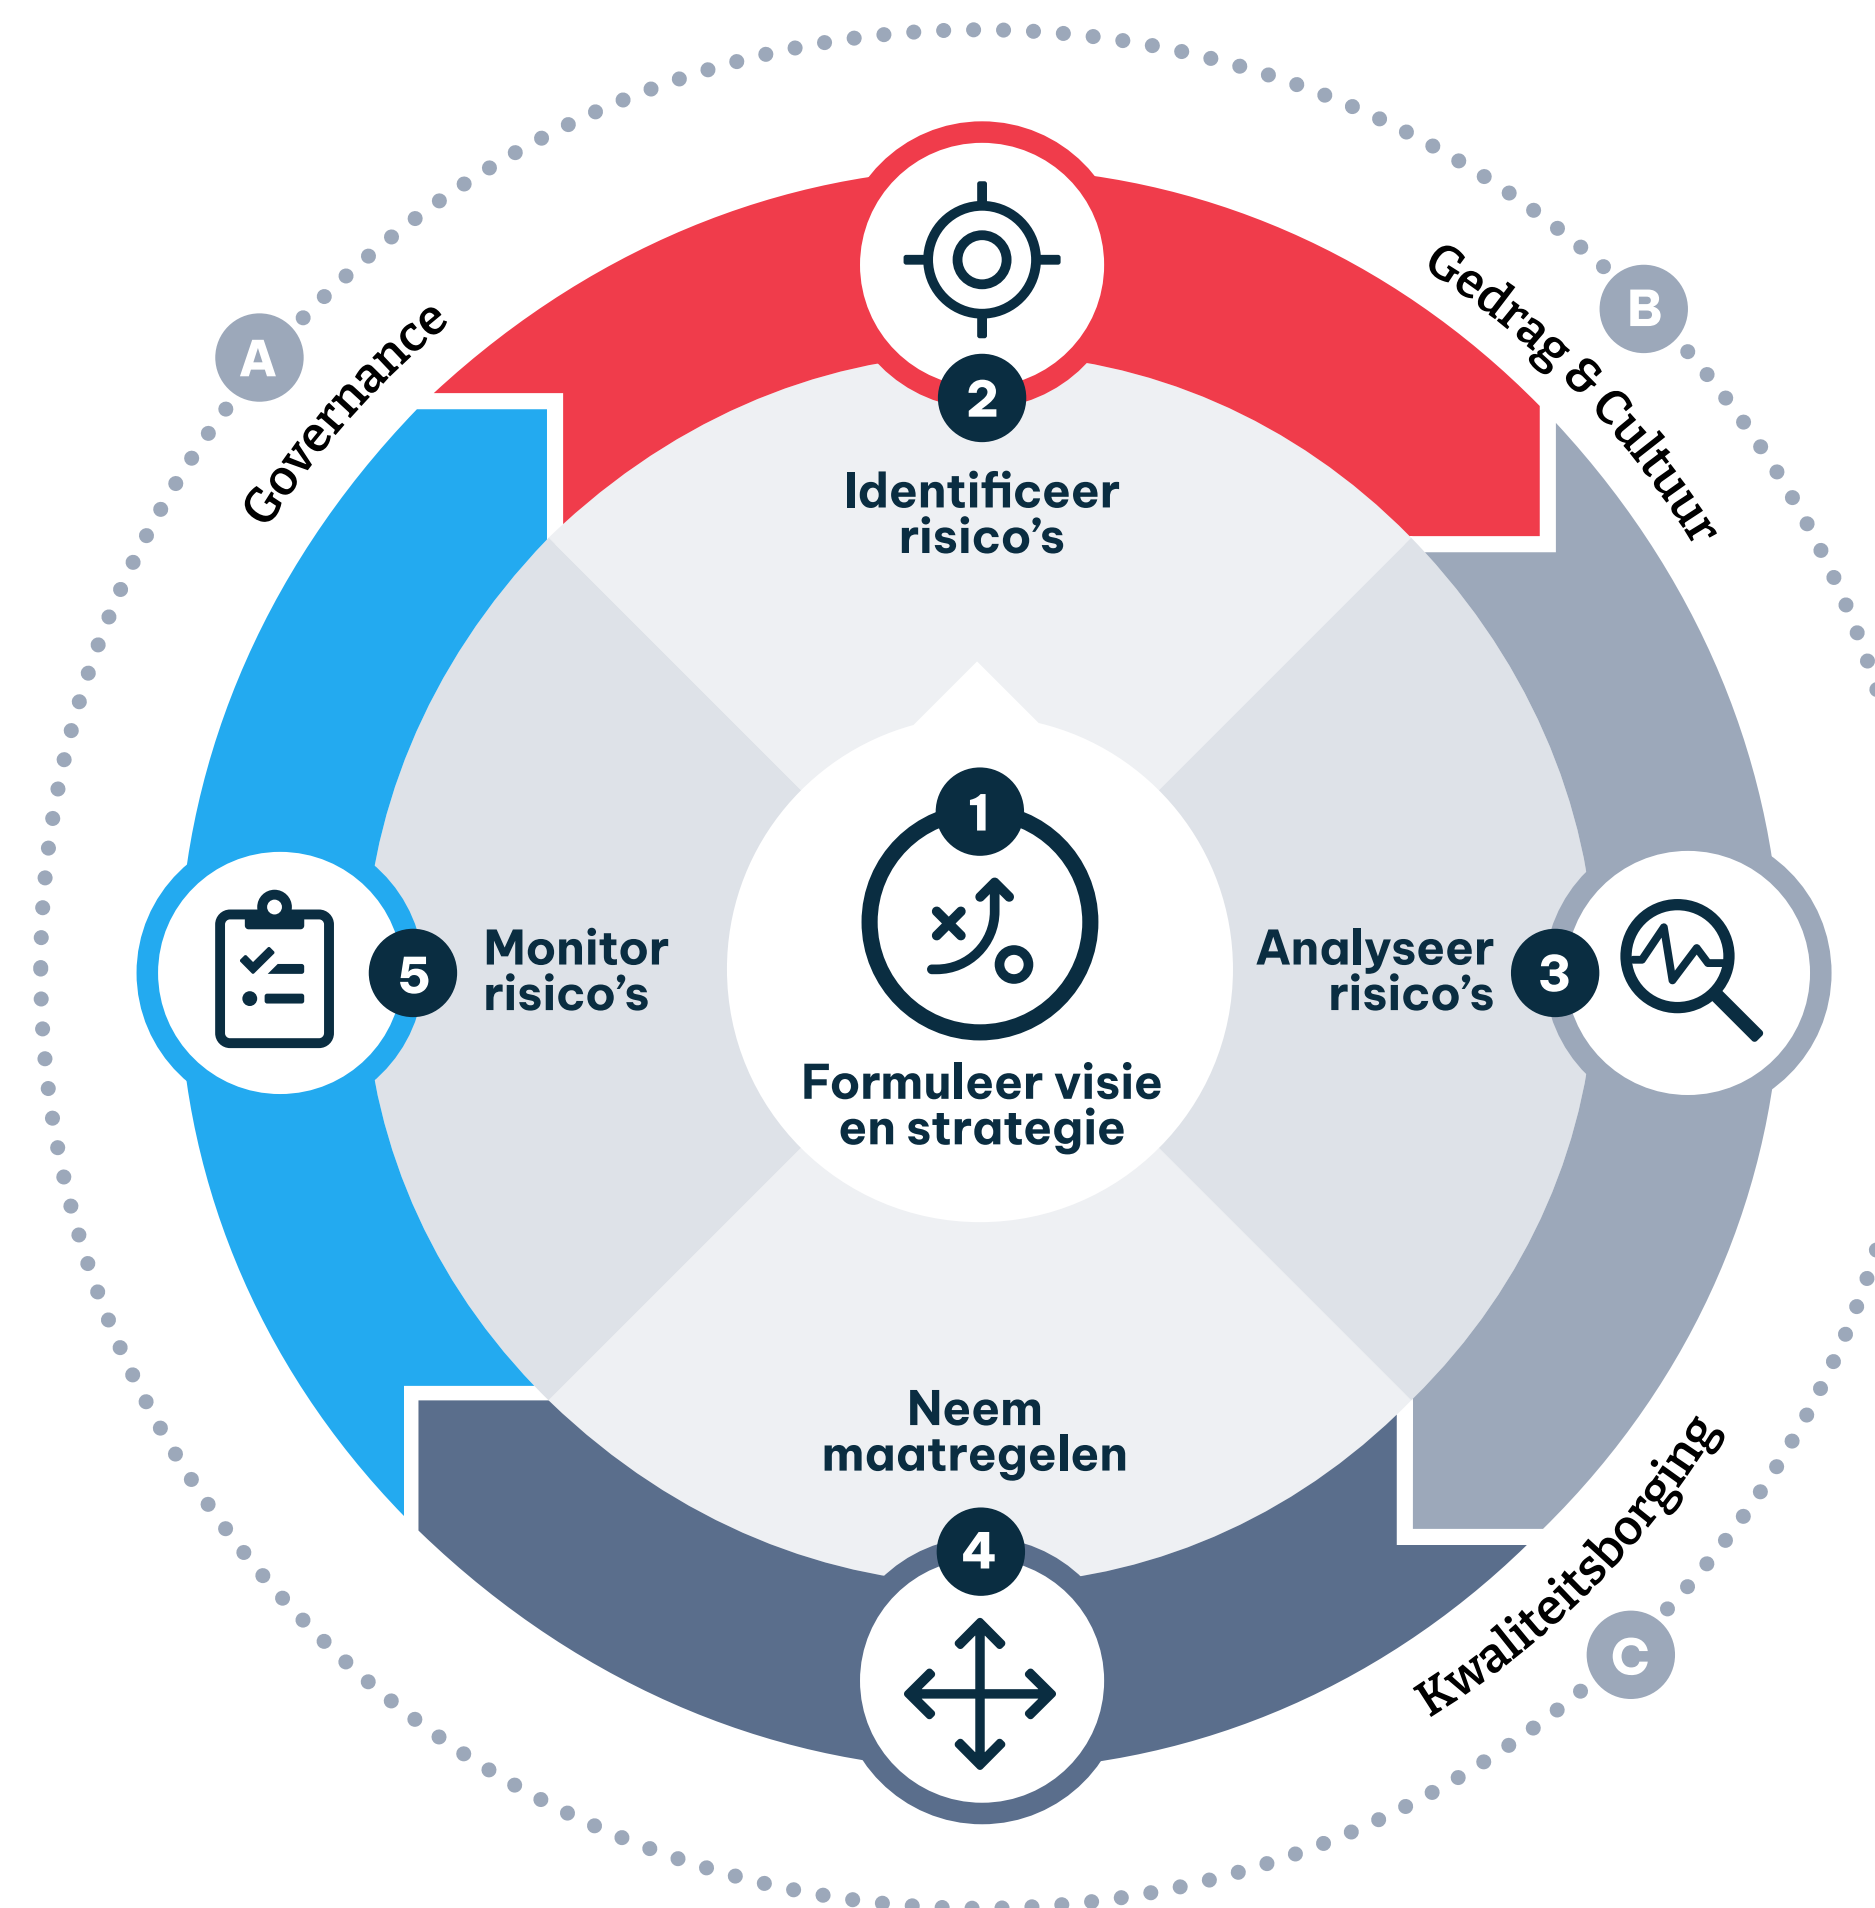 A
Governance
B
Gedrag & Cultuur
2
Identificeer
risico’s
1
Formuleer visie
en strategie
5
Monitor
risico’s
Analyseer
risico’s
3
Neem
maatregelen
4
Kwaliteitsborging
C